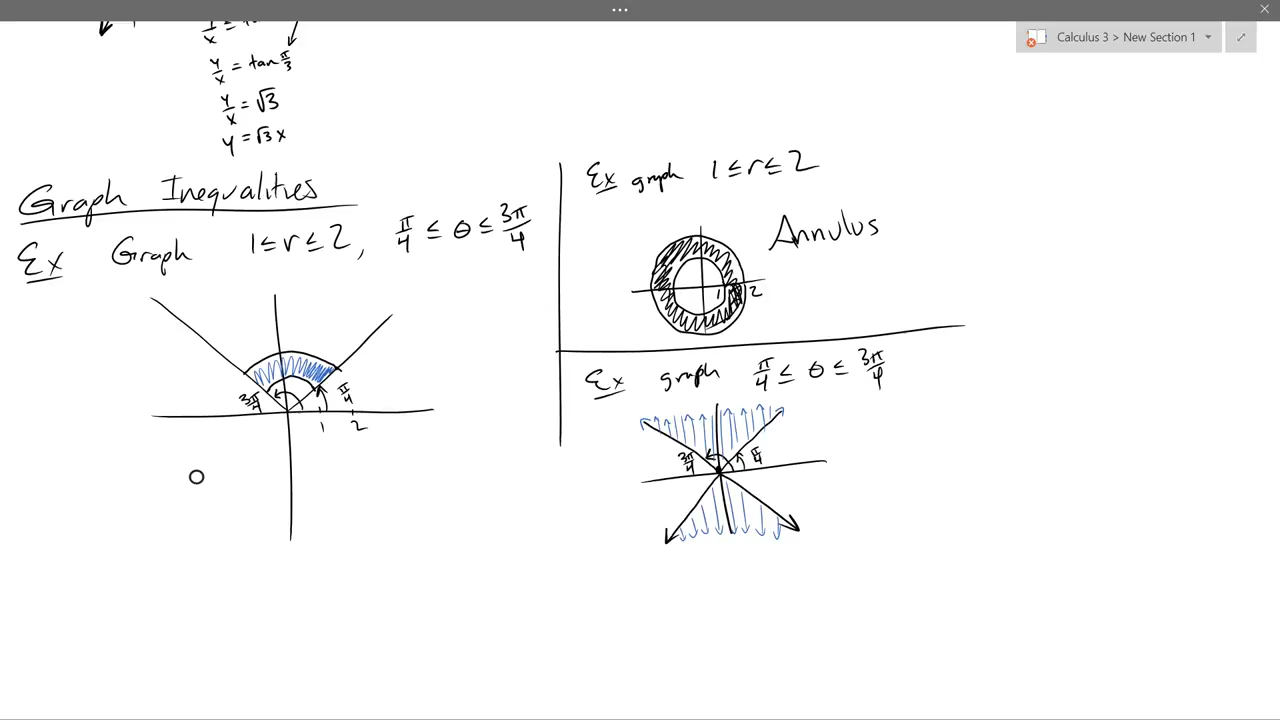 Calculus 3 > New Section 1
y/x = tan π/3
y/x = √3
y = √3 x
Graph Inequalities
Ex Graph 1 ≤ r ≤ 2, π/4 ≤ θ ≤ 3π/4
3π/4
π/4
1 2
Ex graph 1 ≤ r ≤ 2
Annulus
1 2
Ex graph π/4 ≤ θ ≤ 3π/4
3π/4
π/4